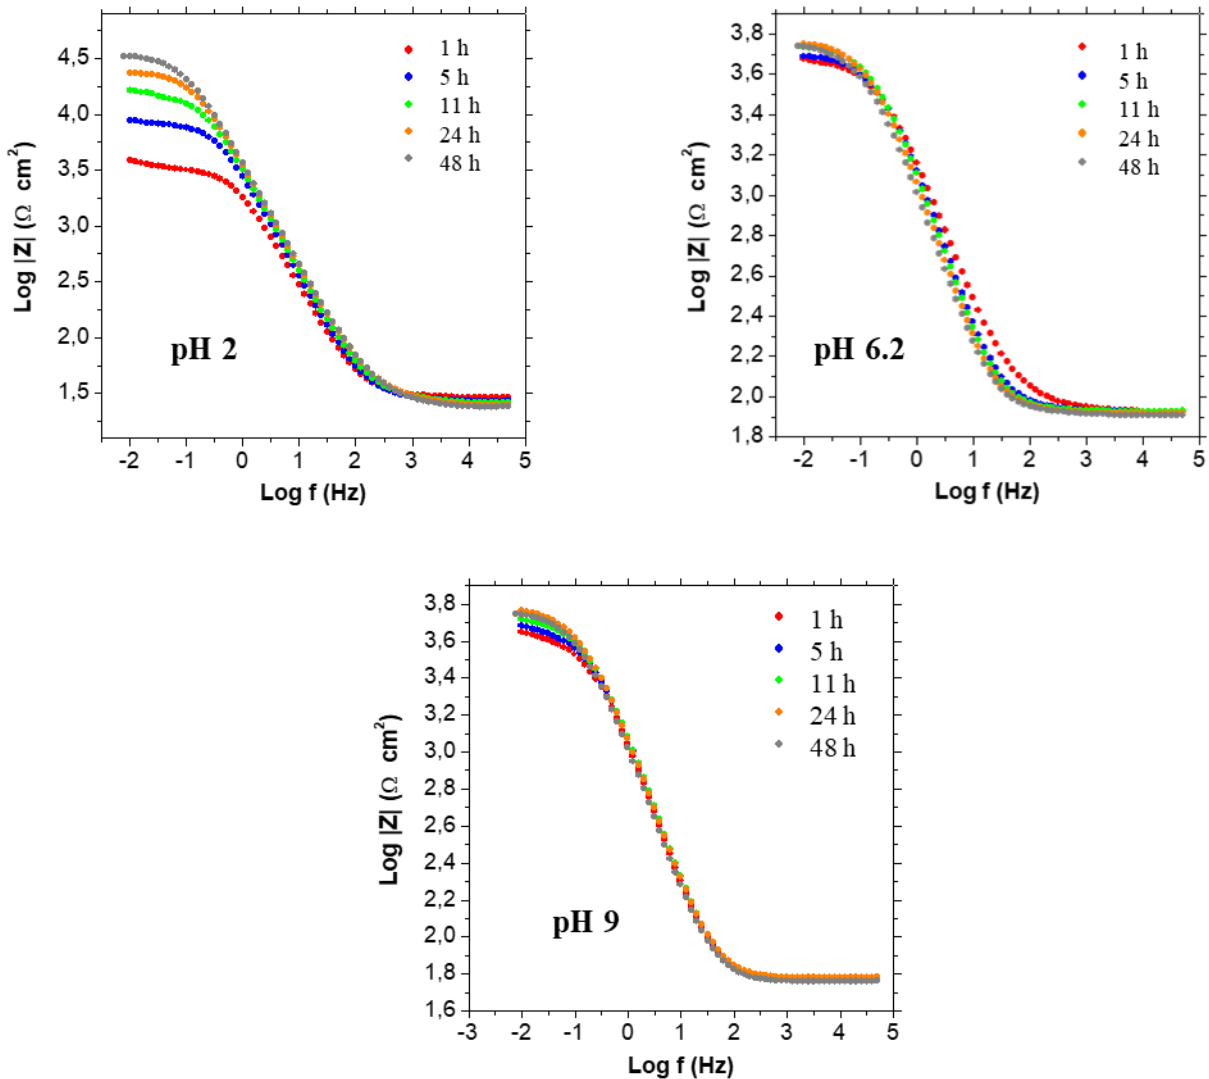 4,5
4,0
3,5
3,0
2,5
2,0
1,5
Log |Z| (Ω cm²)
1 h
5 h
11 h
24 h
48 h
pH 2
-2 -1 0 1 2 3 4 5
Log f (Hz)
3,8
3,6
3,4
3,2
3,0
2,8
2,6
2,4
2,2
2,0
1,8
Log |Z| (Ω cm²)
1 h
5 h
11 h
24 h
48 h
pH 6.2
-2 -1 0 1 2 3 4 5
Log f (Hz)
3,8
3,6
3,4
3,2
3,0
2,8
2,6
2,4
2,2
2,0
1,8
1,6
Log |Z| (Ω cm²)
1 h
5 h
11 h
24 h
48 h
pH 9
-3 -2 -1 0 1 2 3 4 5
Log f (Hz)